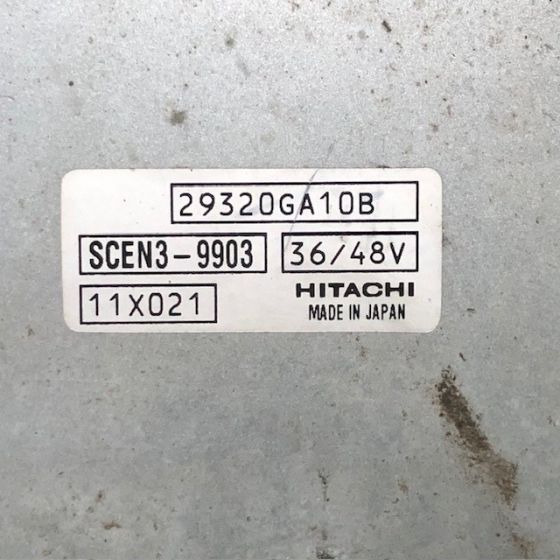 29320GA10B
SCEN3-9903 36/48V
11X021 HITACHI
MADE IN JAPAN